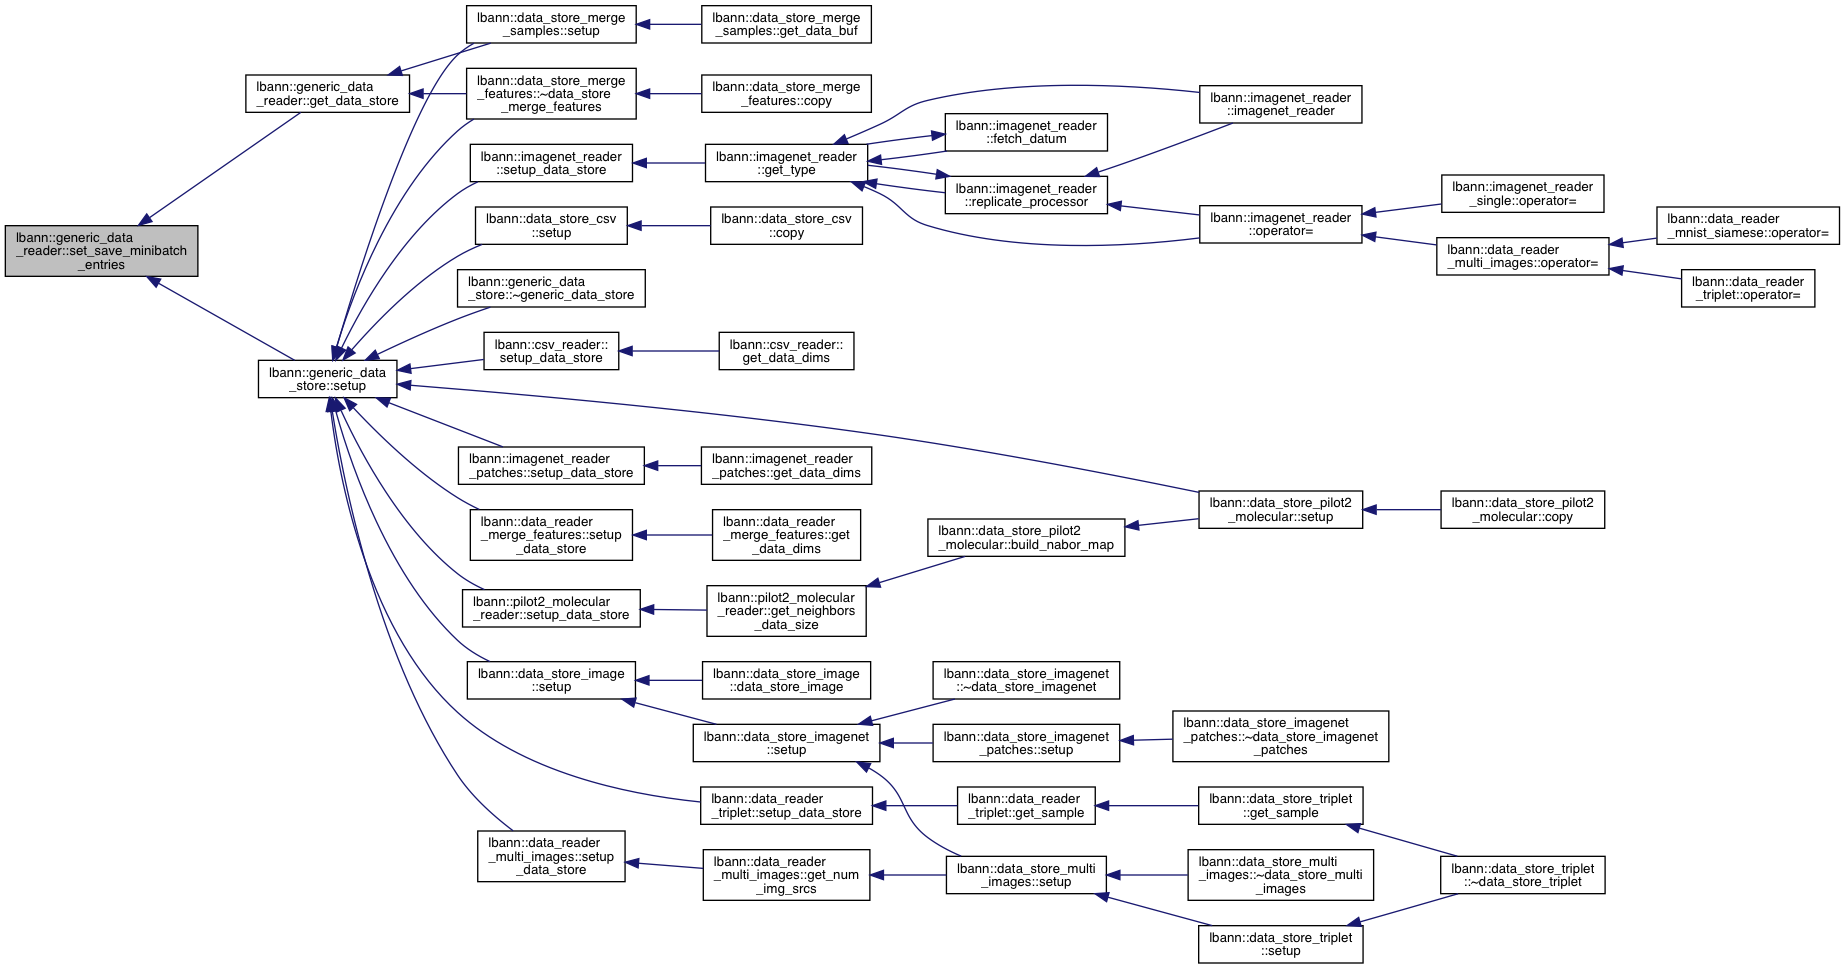 lbann::generic_data
_reader::set_save_minibatch
_entries
lbann::generic_data
_reader::get_data_store
lbann::generic_data
_store::setup
lbann::data_store_merge
_samples::setup
lbann::data_store_merge
_features::~data_store
_merge_features
lbann::imagenet_reader
::setup_data_store
lbann::data_store_csv
::setup
lbann::generic_data
_store::~generic_data_store
lbann::csv_reader::
setup_data_store
lbann::imagenet_reader
_patches::setup_data_store
lbann::data_reader
_merge_features::setup
_data_store
lbann::pilot2_molecular
_reader::setup_data_store
lbann::data_store_image
::setup
lbann::data_reader
_multi_images::setup
_data_store
lbann::data_store_merge
_samples::get_data_buf
lbann::data_store_merge
_features::copy
lbann::imagenet_reader
::get_type
lbann::data_store_csv
::copy
lbann::csv_reader::
get_data_dims
lbann::imagenet_reader
_patches::get_data_dims
lbann::data_reader
_merge_features::get
_data_dims
lbann::pilot2_molecular
_reader::get_neighbors
_data_size
lbann::data_store_image
::data_store_image
lbann::data_store_imagenet
::setup
lbann::data_reader
_triplet::setup_data_store
lbann::data_reader
_multi_images::get_num
_img_srcs
lbann::imagenet_reader
::fetch_datum
lbann::imagenet_reader
::replicate_processor
lbann::data_store_pilot2
_molecular::build_nabor_map
lbann::data_store_imagenet
::~data_store_imagenet
lbann::data_store_imagenet
_patches::setup
lbann::data_reader
_triplet::get_sample
lbann::data_store_multi
_images::setup
lbann::imagenet_reader
::imagenet_reader
lbann::imagenet_reader
::operator=
lbann::data_store_pilot2
_molecular::setup
lbann::data_store_imagenet
_patches::~data_store_imagenet
_patches
lbann::data_store_triplet
::get_sample
lbann::data_store_multi
_images::~data_store_multi
_images
lbann::data_store_triplet
::setup
lbann::imagenet_reader
_single::operator=
lbann::data_reader
_multi_images::operator=
lbann::data_store_pilot2
_molecular::copy
lbann::data_store_triplet
::~data_store_triplet
lbann::data_reader
_mnist_siamese::operator=
lbann::data_reader
_triplet::operator=